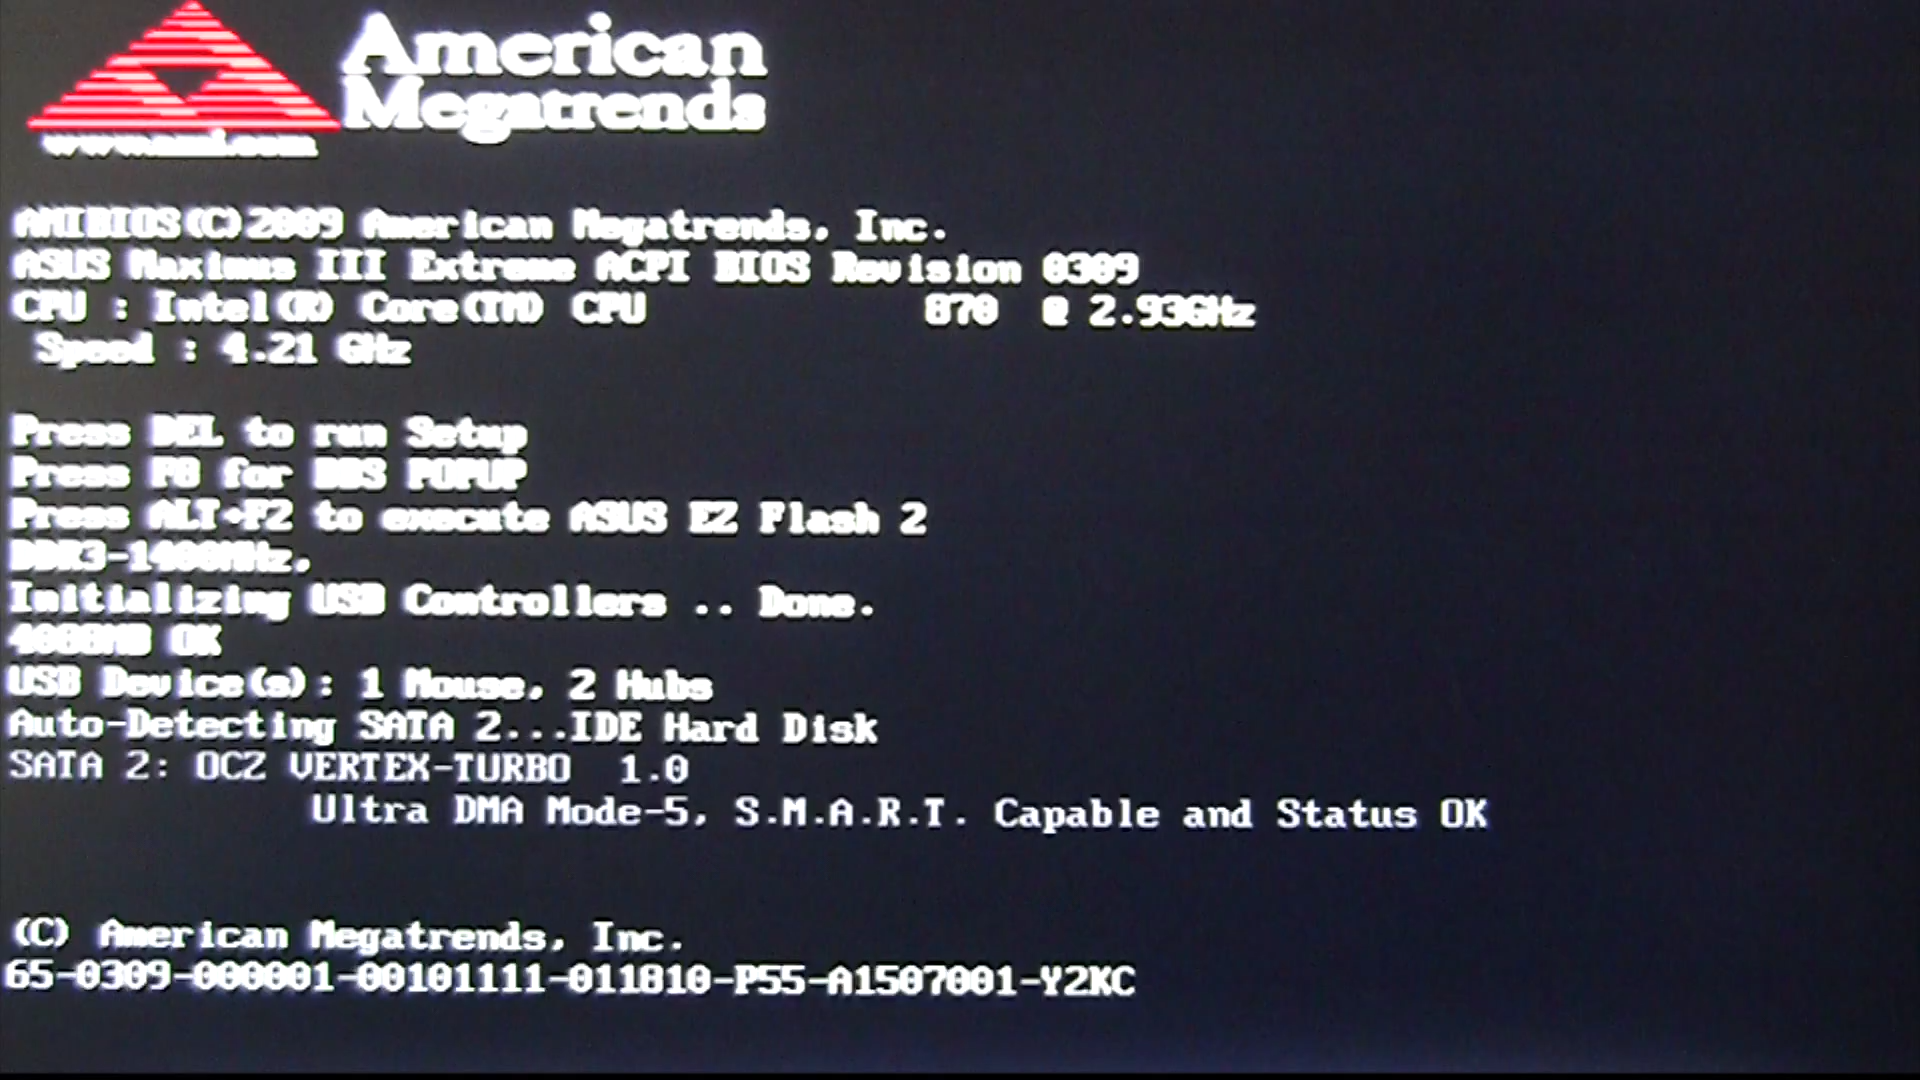 American
Megatrends
www.ami.com
AMIBIOS(C)2009 American Megatrends, Inc.
ASUS Maximus III Extreme ACPI BIOS Revision 0309
CPU : Intel(R) Core(TM) CPU 870 @ 2.93GHz
Speed : 4.21 GHz
Press DEL to run Setup
Press F8 for BBS POPUP
Press ALT+F2 to execute ASUS EZ Flash 2
DDR3-1400MHz.
Initializing USB Controllers .. Done.
4000MB OK
USB Device(s): 1 Mouse, 2 Hubs
Auto-Detecting SATA 2...IDE Hard Disk
SATA 2: OCZ VERTEX-TURBO 1.0
Ultra DMA Mode-5, S.M.A.R.T. Capable and Status OK
(C) American Megatrends, Inc.
65-0309-000001-00101111-011810-P55-A1507001-Y2KC